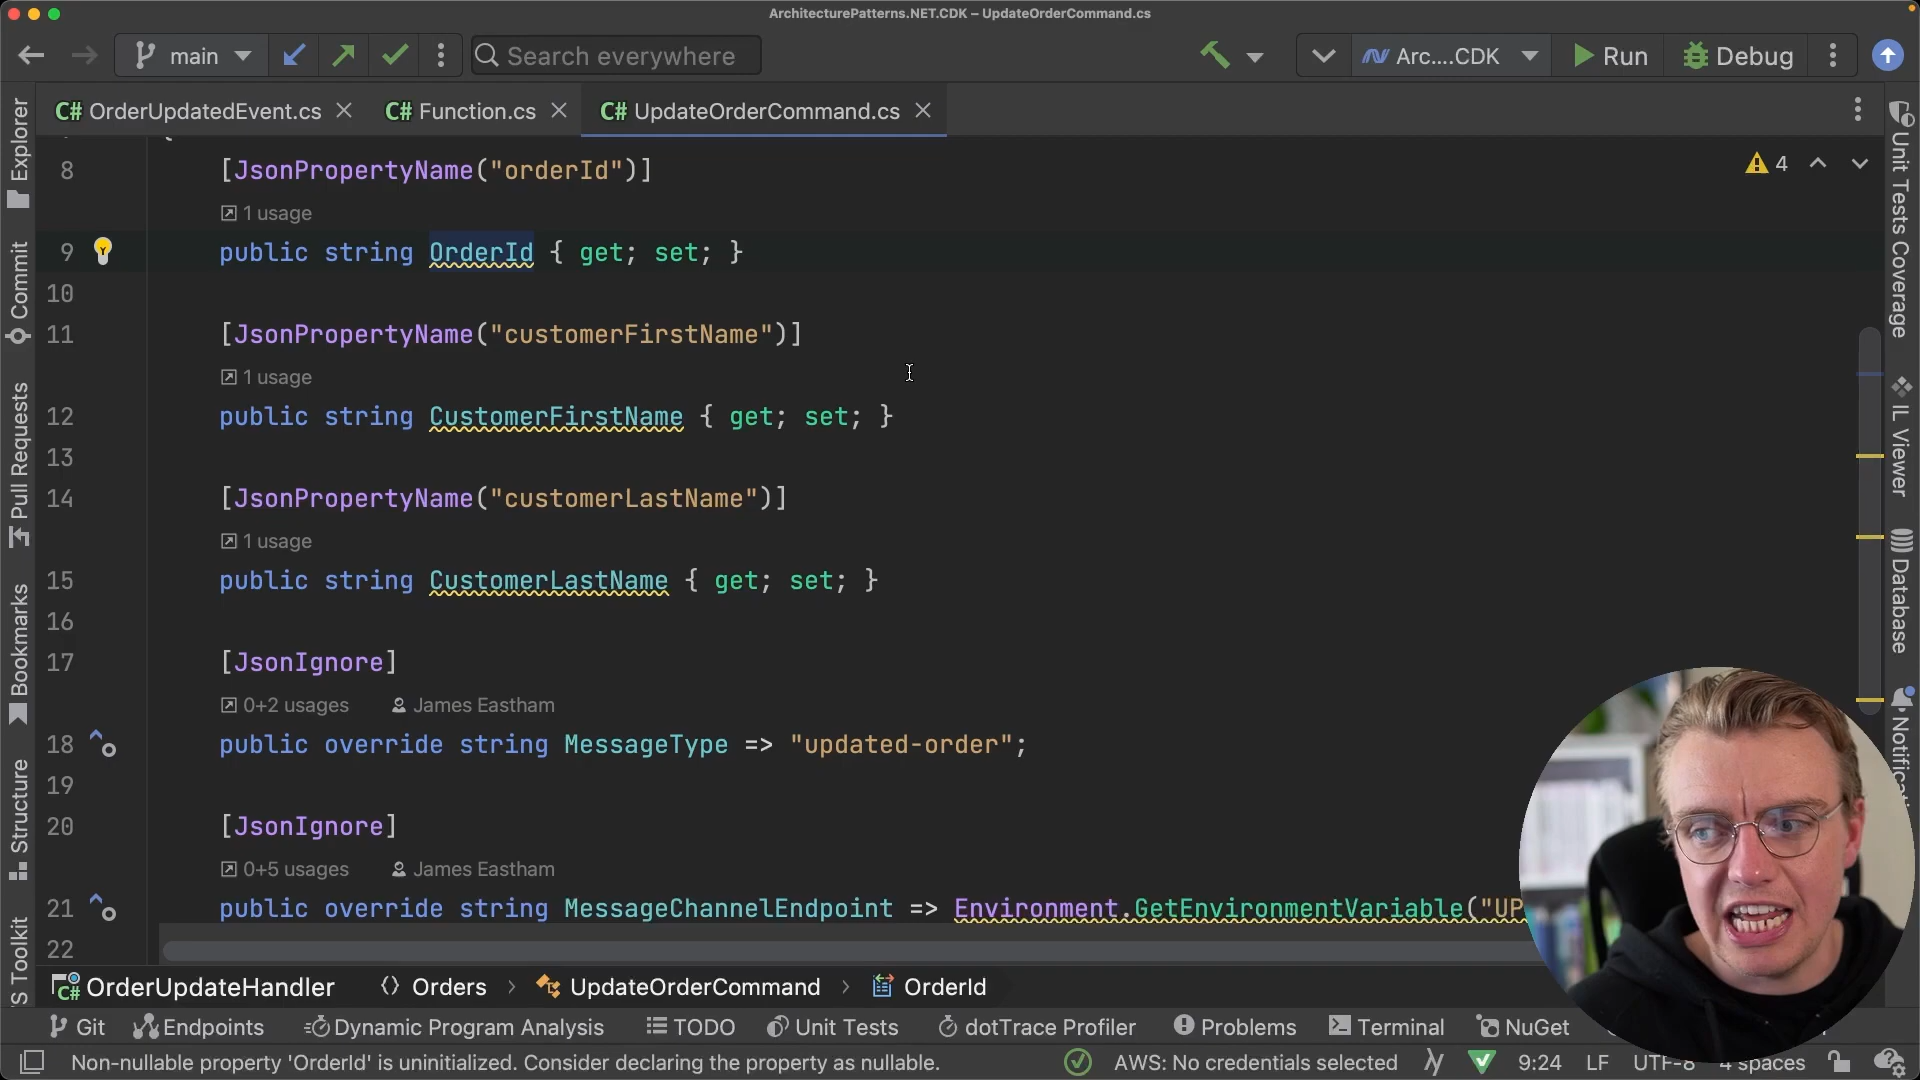 ArchitecturePatterns.NET.CDK – UpdateOrderCommand.cs
main
Search everywhere
Arc....CDK
Run
Debug
C# OrderUpdatedEvent.cs
C# Function.cs
C# UpdateOrderCommand.cs
Explorer
Commit
Pull Requests
Bookmarks
Structure
S Toolkit
4
8 [JsonPropertyName("orderId")]
1 usage
9 public string OrderId { get; set; }
10
11 [JsonPropertyName("customerFirstName")]
1 usage
12 public string CustomerFirstName { get; set; }
13
14 [JsonPropertyName("customerLastName")]
1 usage
15 public string CustomerLastName { get; set; }
16
17 [JsonIgnore]
0+2 usages James Eastham
18 public override string MessageType => "updated-order";
19
20 [JsonIgnore]
0+5 usages James Eastham
21 public override string MessageChannelEndpoint => Environment.GetEnvironmentVariable("UP
22
Unit Tests Coverage
IL Viewer
Database
C# OrderUpdateHandler
Orders
UpdateOrderCommand
OrderId
Git
Endpoints
Dynamic Program Analysis
TODO
Unit Tests
dotTrace Profiler
Problems
Terminal
NuGet
Non-nullable property 'OrderId' is uninitialized. Consider declaring the property as nullable.
AWS: No credentials selected
9:24
LF
UTF-8
4 spaces